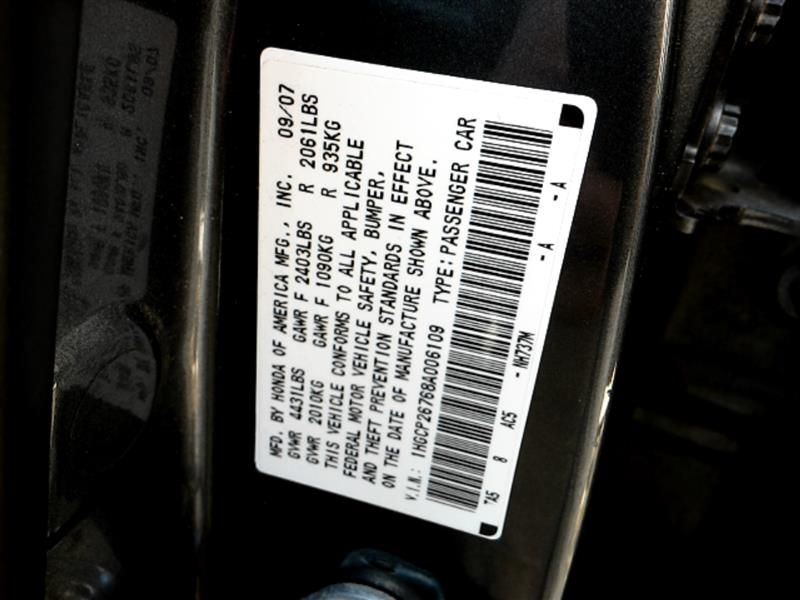 MFD. BY HONDA OF AMERICA MFG., INC. 09/07
GVWR 4431LBS GAWR F 2403LBS R 2061LBS
GVWR 2010KG GAWR F 1090KG R 935KG
THIS VEHICLE CONFORMS TO ALL APPLICABLE
FEDERAL MOTOR VEHICLE SAFETY, BUMPER,
AND THEFT PREVENTION STANDARDS IN EFFECT
ON THE DATE OF MANUFACTURE SHOWN ABOVE.
V.I.N.: 1HGCP26768A006109 TYPE: PASSENGER CAR
TA5 8 AC5 - NH737M -A -A